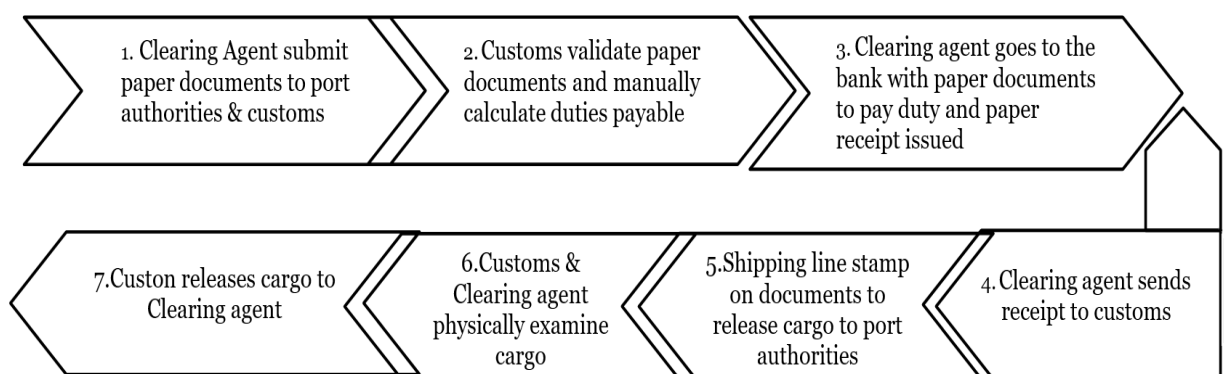 1. Clearing Agent submit
paper documents to port
authorities & customs
2. Customs validate paper
documents and manually
calculate duties payable
3. Clearing agent goes to the
bank with paper documents
to pay duty and paper
receipt issued
4. Clearing agent sends
receipt to customs
5.Shipping line stamp
on documents to
release cargo to port
authorities
6.Customs &
Clearing agent
physically examine
cargo
7.Custon releases cargo to
Clearing agent